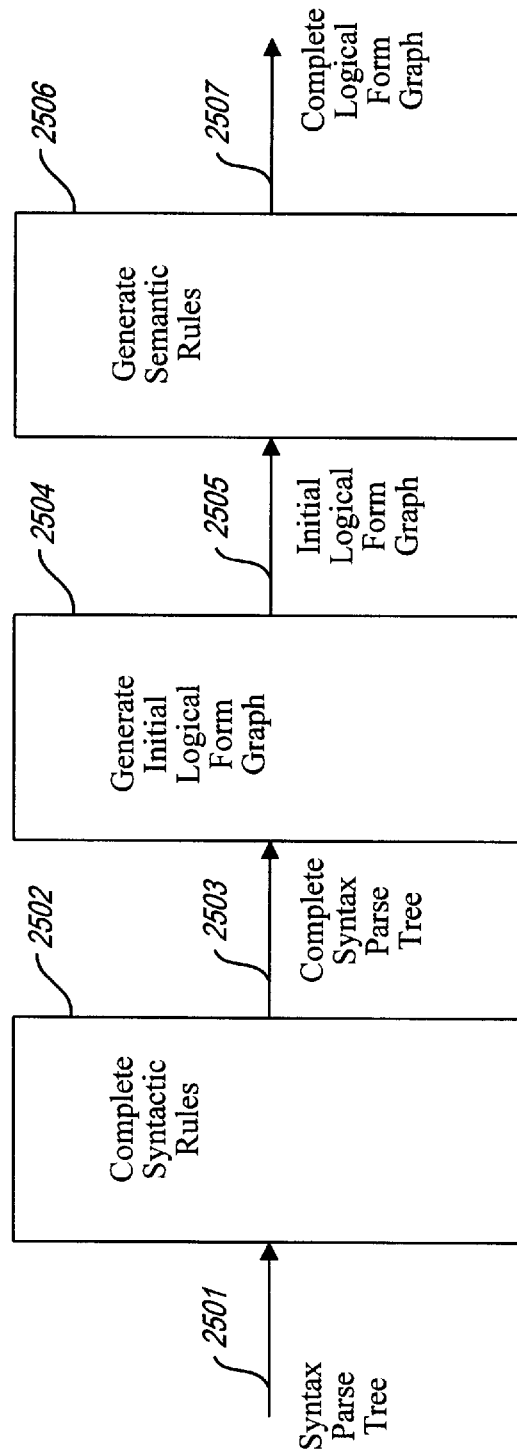 2501
Syntax
Parse
Tree
2502
Complete
Syntactic
Rules
2503
Complete
Syntax
Parse
Tree
2504
Generate
Initial
Logical
Form
Graph
2505
Initial
Logical
Form
Graph
2506
Generate
Semantic
Rules
2507
Complete
Logical
Form
Graph